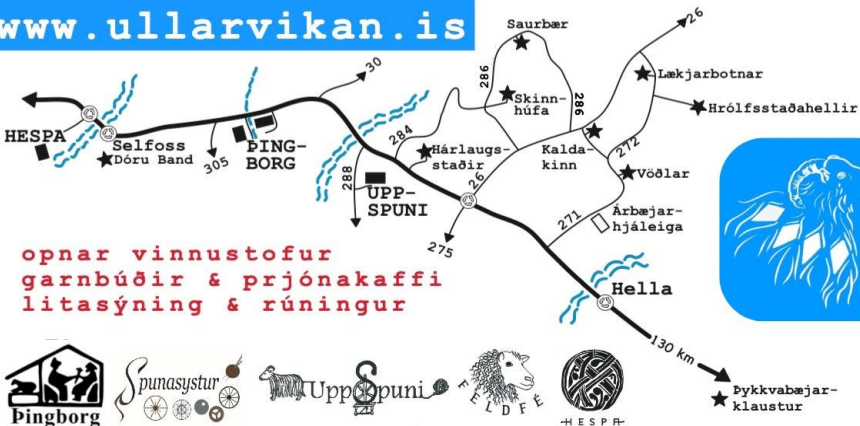 www.ullarvikan.is
26
Saurbær
30
286
Lækjarbotnar
Skinn-
húfa
286
Hrólfsstaðahellir
HESPA
Selfoss
Dóru Band
305
ÞING-
BORG
284
Hárlaugs-
staðir
Kalda-
kinn
272
288
UPP-
SPUNI
26
Vöðlar
271
Árbæjar-
hjáleiga
275
opnar vinnustofur
garnbúðir & prjónakaffi
litasýning & rúningur
Hella
130 km
Þykkvabæjar-
klaustur
Þingborg
Spunasystur
Uppspuni
FELDFÉ
HESPA